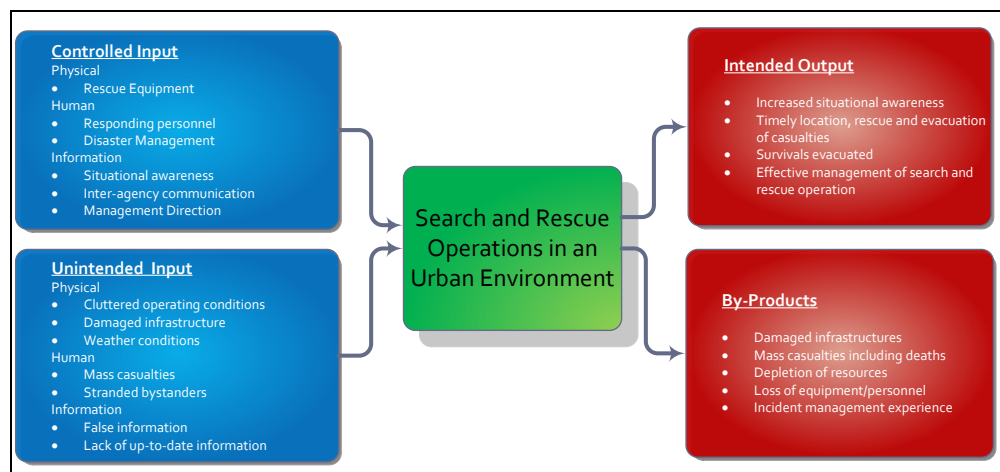 Controlled Input
Physical
• Rescue Equipment
Human
• Responding personnel
• Disaster Management
Information
• Situational awareness
• Inter-agency communication
• Management Direction
Unintended Input
Physical
• Cluttered operating conditions
• Damaged infrastructure
• Weather conditions
Human
• Mass casualties
• Stranded bystanders
Information
• False information
• Lack of up-to-date information
Search and Rescue
Operations in an
Urban Environment
Intended Output
• Increased situational awareness
• Timely location, rescue and evacuation
of casualties
• Survivals evacuated
• Effective management of search and
rescue operation
By-Products
• Damaged infrastructures
• Mass casualties including deaths
• Depletion of resources
• Loss of equipment/personnel
• Incident management experience